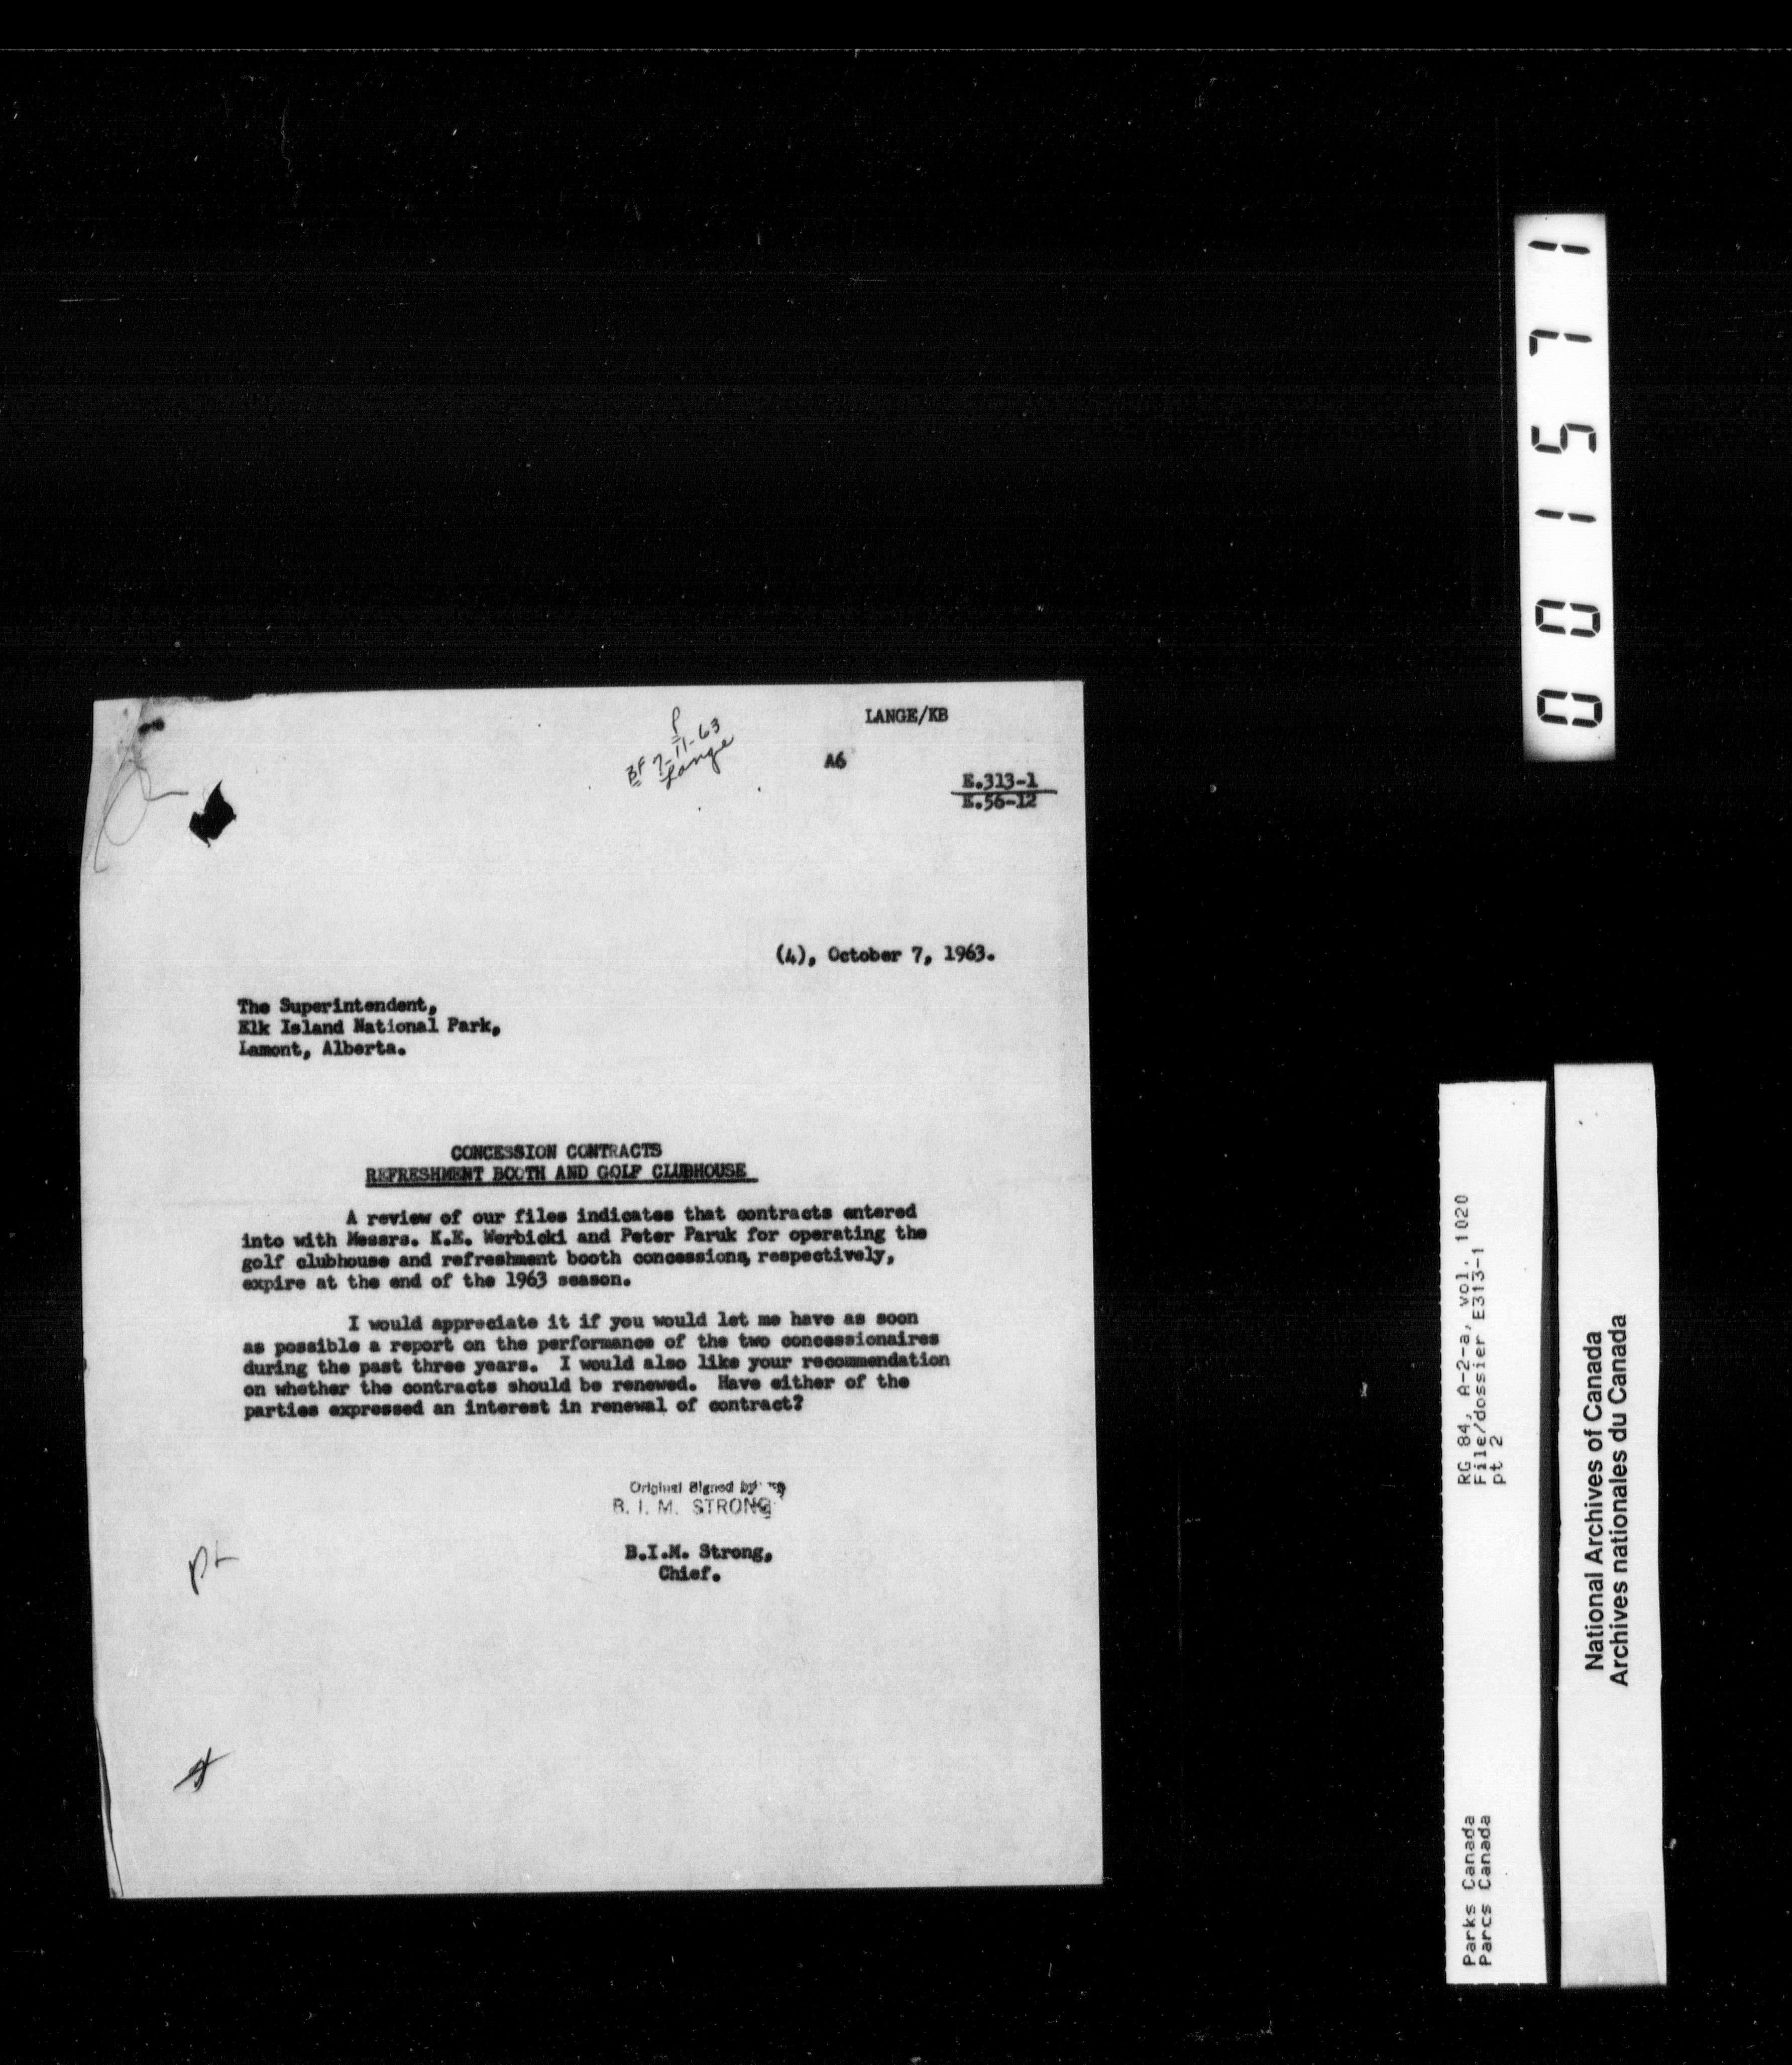 LANGE/KB
P
BF 7-11-63
Lange
A6
E.313-1
E.56-12
(4), October 7, 1963.
The Superintendent,
Elk Island National Park,
Lamont, Alberta.
CONCESSION CONTRACTS
REFRESHMENT BOOTH AND GOLF CLUBHOUSE
A review of our files indicates that contracts entered
into with Messrs. K.E. Werbicki and Peter Paruk for operating the
golf clubhouse and refreshment booth concessions, respectively,
expire at the end of the 1963 season.
I would appreciate it if you would let me have as soon
as possible a report on the performance of the two concessionaires
during the past three years.  I would also like your recommendation
on whether the contracts should be renewed.  Have either of the
parties expressed an interest in renewal of contract?
Original Signed by
B. I. M. STRONG
B.I.M. Strong,
Chief.
001571
RG 84, A-2-a, vol. 1020
File/dossier E313-1
pt 2
Parks Canada
Parcs Canada
National Archives of Canada
Archives nationales du Canada